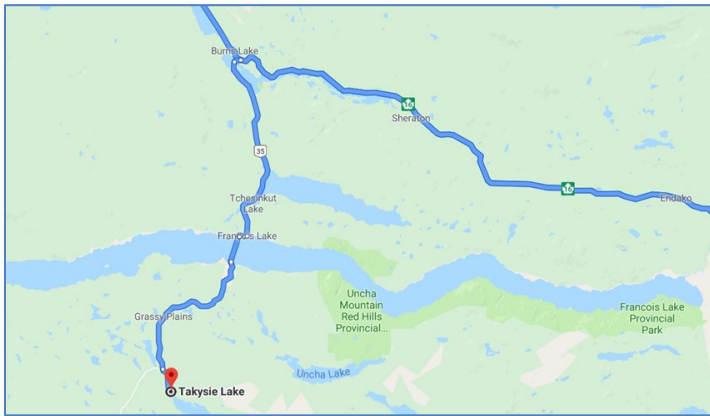 Burns Lake
16
Sheraton
35
16
Tchesinkut
Lake
Endako
Francois Lake
Uncha
Mountain
Red Hills
Provincial...
Francois Lake
Provincial
Park
Grassy Plains
Uncha Lake
Takysie Lake